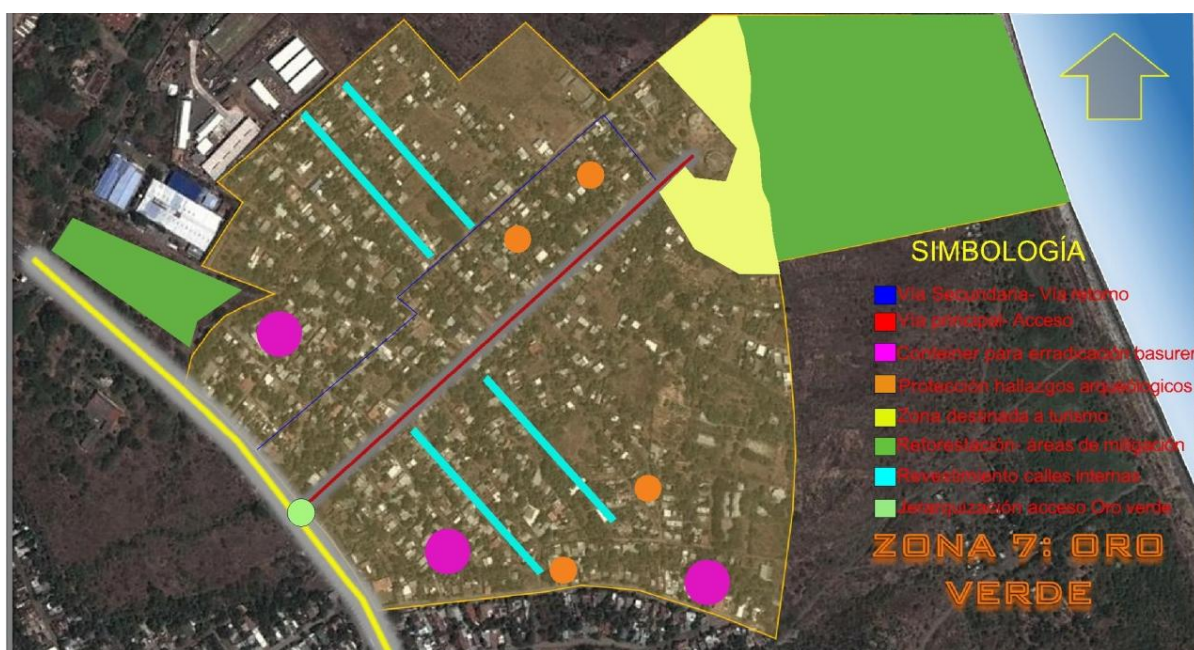 SIMBOLOGÍA
Vía Secundaria- Vía retorno
Vía principal- Acceso
Container para erradicación basurer
Protección hallazgos arqueológicos
Zona destinada a turismo
Reforestación- áreas de mitigación
Revestimiento calles internas
Jerarquización acceso Oro verde
ZONA 7: ORO
VERDE